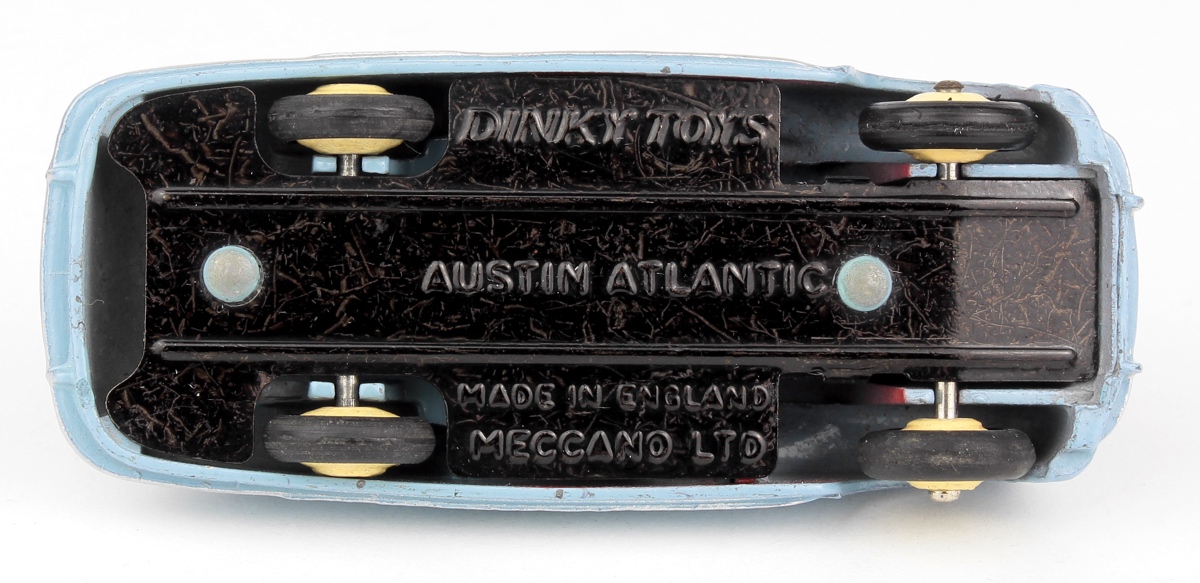 DINKY TOYS
AUSTIN ATLANTIC
MADE IN ENGLAND
MECCANO LTD